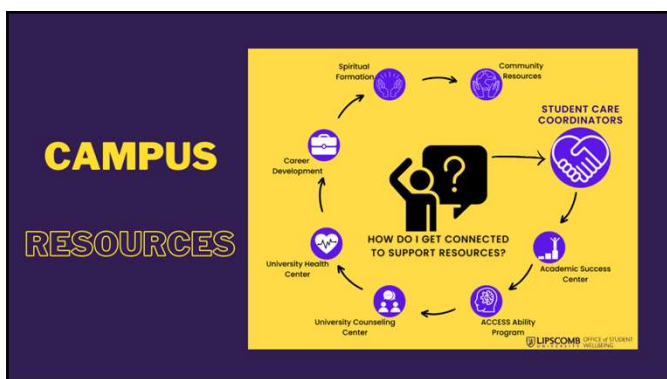 CAMPUS
RESOURCES
Spiritual
Formation
Community
Resources
STUDENT CARE
COORDINATORS
Career
Development
?
HOW DO I GET CONNECTED
TO SUPPORT RESOURCES?
University Health
Center
Academic Success
Center
University Counseling
Center
ACCESS Ability
Program
LIPSCOMB
UNIVERSITY
OFFICE OF STUDENT
WELLBEING